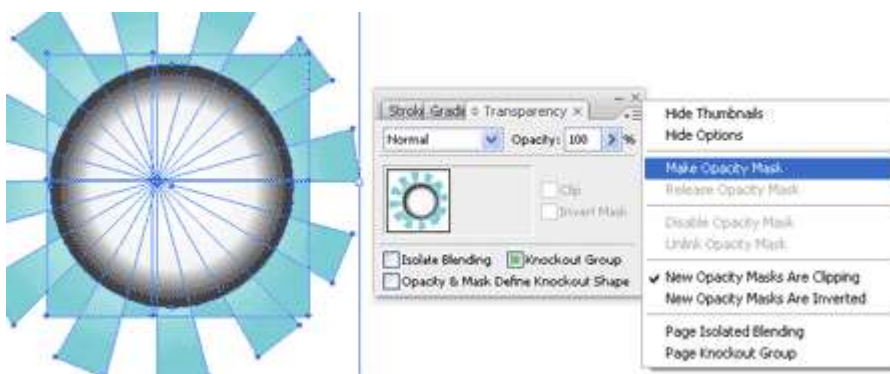 Stroke Gradi Transparency ×
Normal Opacity: 100 > %
Clip
Invert Mask
Isolate Blending Knockout Group
Opacity & Mask Define Knockout Shape
Hide Thumbnails
Hide Options
Make Opacity Mask
Release Opacity Mask
Disable Opacity Mask
Unlink Opacity Mask
New Opacity Masks Are Clipping
New Opacity Masks Are Inverted
Page Isolated Blending
Page Knockout Group